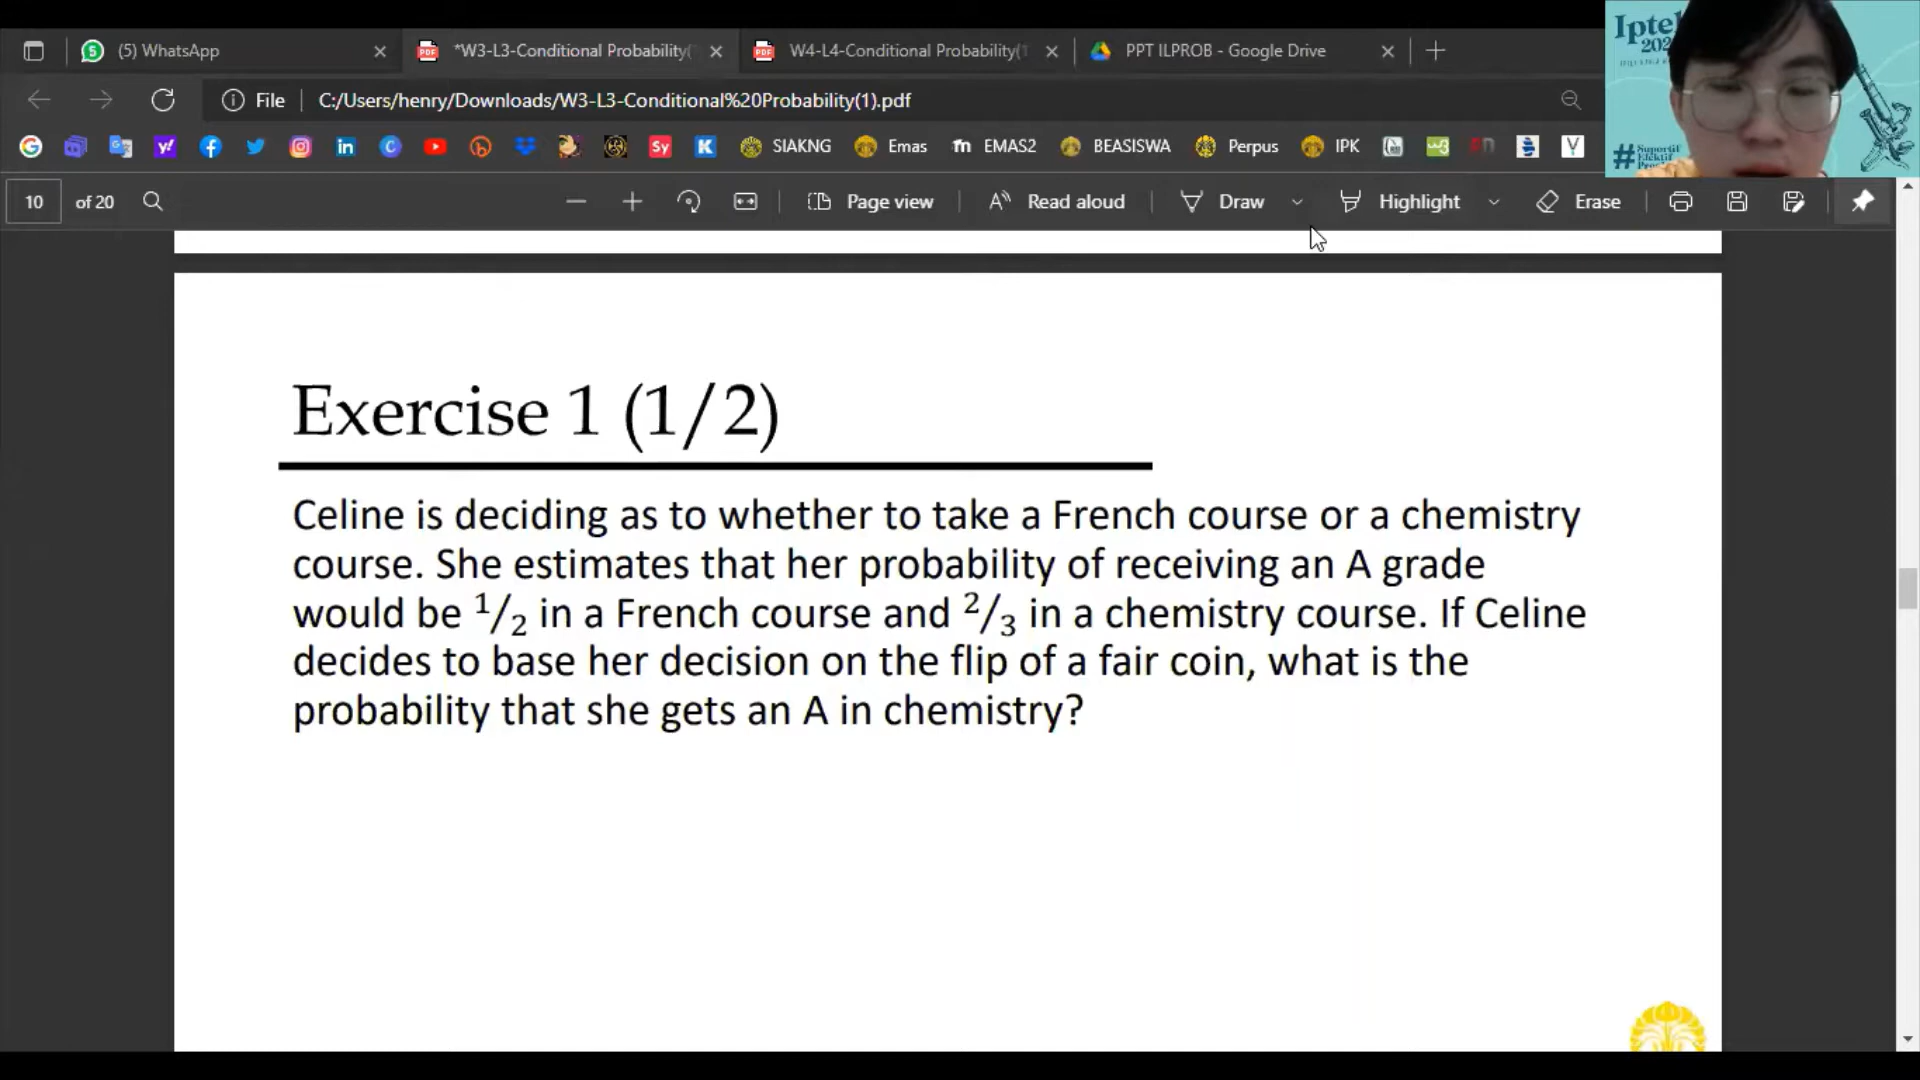 (5) WhatsApp
*W3-L3-Conditional Probability(
W4-L4-Conditional Probability(1
PPT ILPROB - Google Drive
File
C:/Users/henry/Downloads/W3-L3-Conditional%20Probability(1).pdf
SIAKNG
Emas
EMAS2
BEASISWA
Perpus
IPK
10 of 20
Page view
Read aloud
Draw
Highlight
Erase
Exercise 1 (1/2)
Celine is deciding as to whether to take a French course or a chemistry
course. She estimates that her probability of receiving an A grade
would be 1/2 in a French course and 2/3 in a chemistry course. If Celine
decides to base her decision on the flip of a fair coin, what is the
probability that she gets an A in chemistry?